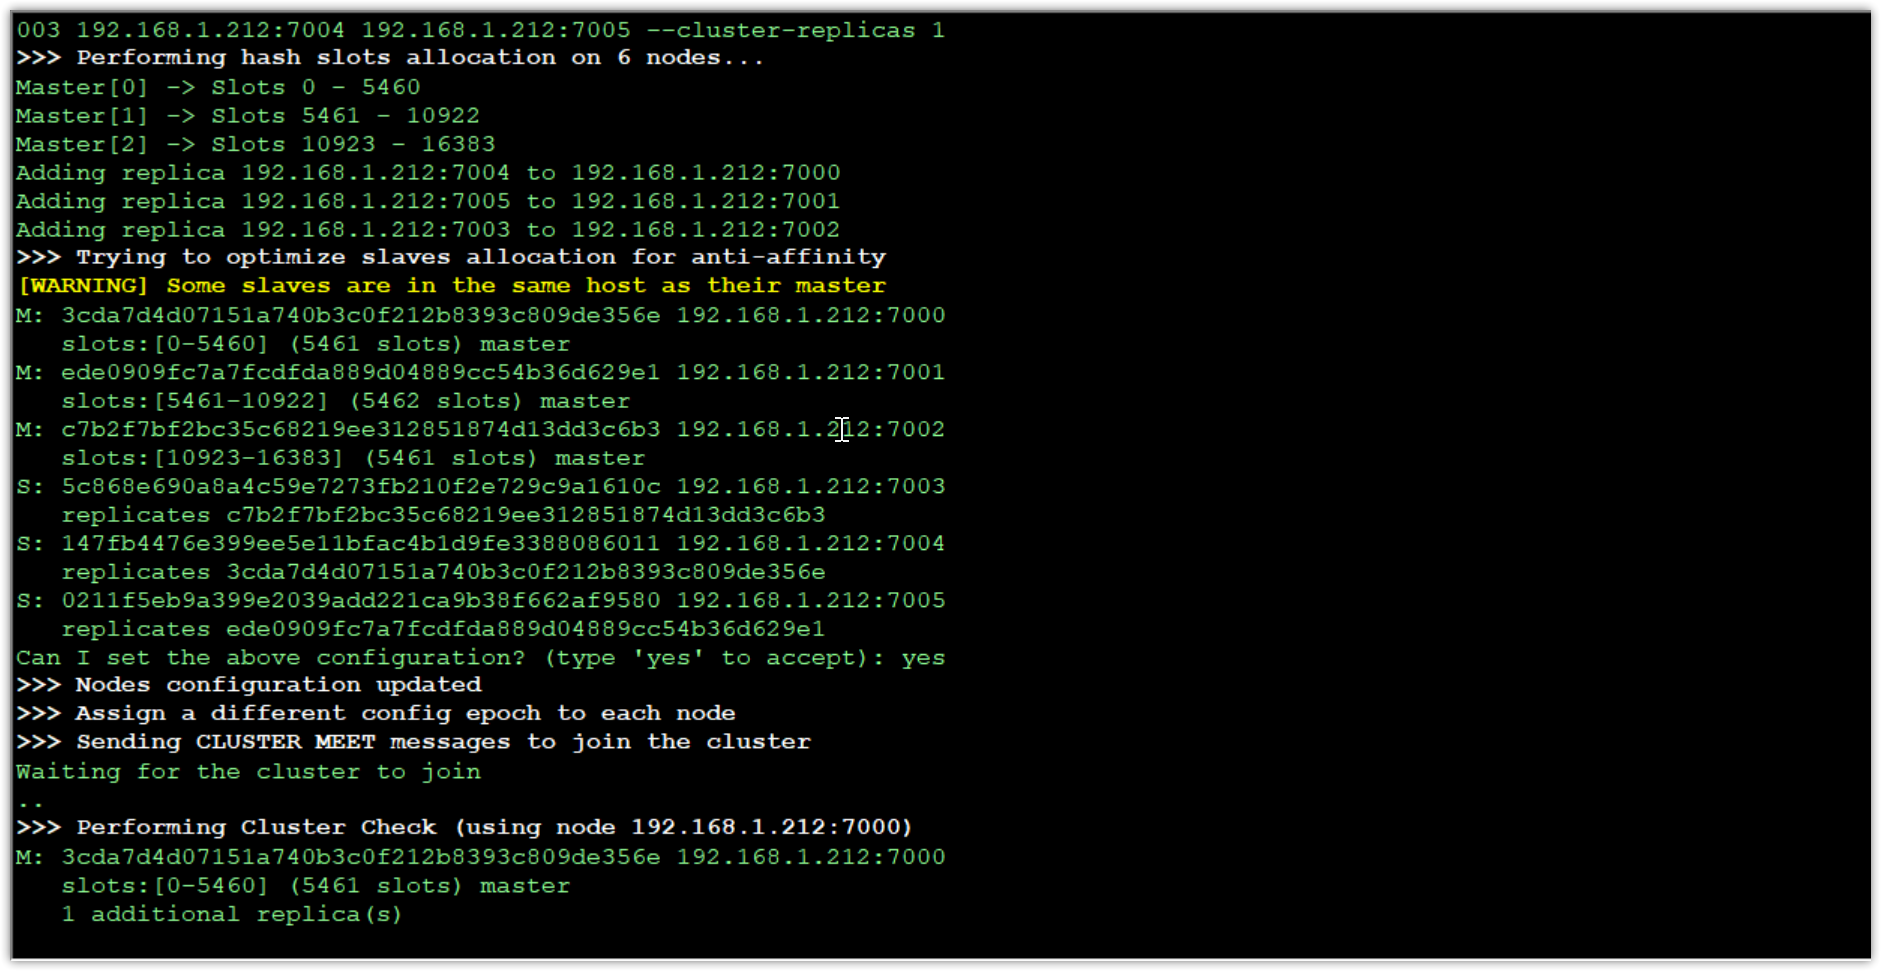 003 192.168.1.212:7004 192.168.1.212:7005 --cluster-replicas 1
>>> Performing hash slots allocation on 6 nodes...
Master[0] -> Slots 0 - 5460
Master[1] -> Slots 5461 - 10922
Master[2] -> Slots 10923 - 16383
Adding replica 192.168.1.212:7004 to 192.168.1.212:7000
Adding replica 192.168.1.212:7005 to 192.168.1.212:7001
Adding replica 192.168.1.212:7003 to 192.168.1.212:7002
>>> Trying to optimize slaves allocation for anti-affinity
[WARNING] Some slaves are in the same host as their master
M: 3cda7d4d07151a740b3c0f212b8393c809de356e 192.168.1.212:7000
   slots:[0-5460] (5461 slots) master
M: ede0909fc7a7fcdfda889d04889cc54b36d629e1 192.168.1.212:7001
   slots:[5461-10922] (5462 slots) master
M: c7b2f7bf2bc35c68219ee312851874d13dd3c6b3 192.168.1.212:7002
   slots:[10923-16383] (5461 slots) master
S: 5c868e690a8a4c59e7273fb210f2e729c9a1610c 192.168.1.212:7003
   replicates c7b2f7bf2bc35c68219ee312851874d13dd3c6b3
S: 147fb4476e399ee5e11bfac4b1d9fe3388086011 192.168.1.212:7004
   replicates 3cda7d4d07151a740b3c0f212b8393c809de356e
S: 0211f5eb9a399e2039add221ca9b38f662af9580 192.168.1.212:7005
   replicates ede0909fc7a7fcdfda889d04889cc54b36d629e1
Can I set the above configuration? (type 'yes' to accept): yes
>>> Nodes configuration updated
>>> Assign a different config epoch to each node
>>> Sending CLUSTER MEET messages to join the cluster
Waiting for the cluster to join
..
>>> Performing Cluster Check (using node 192.168.1.212:7000)
M: 3cda7d4d07151a740b3c0f212b8393c809de356e 192.168.1.212:7000
   slots:[0-5460] (5461 slots) master
   1 additional replica(s)